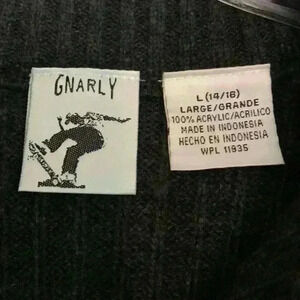 GNARLY
L (14/16)
LARGE/GRANDE
100% ACRYLIC/ACRILICO
MADE IN INDONESIA
HECHO EN INDONESIA
WPL 11935